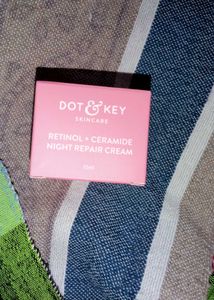 DOT & KEY
SKINCARE
RETINOL + CERAMIDE
NIGHT REPAIR CREAM